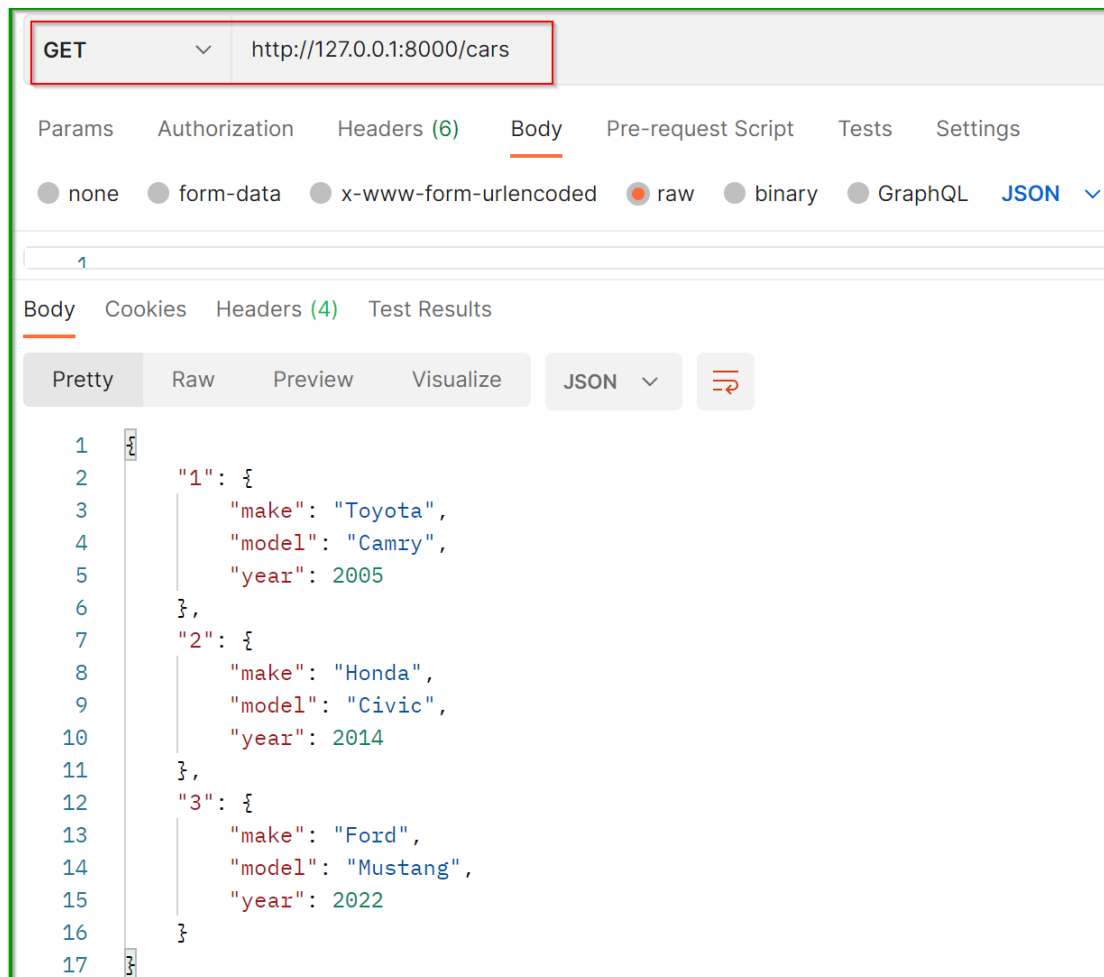 GET http://127.0.0.1:8000/cars
Params Authorization Headers (6) Body Pre-request Script Tests Settings
none form-data x-www-form-urlencoded raw binary GraphQL JSON
1
Body Cookies Headers (4) Test Results
Pretty Raw Preview Visualize JSON
1 {
2 "1": {
3 "make": "Toyota",
4 "model": "Camry",
5 "year": 2005
6 },
7 "2": {
8 "make": "Honda",
9 "model": "Civic",
10 "year": 2014
11 },
12 "3": {
13 "make": "Ford",
14 "model": "Mustang",
15 "year": 2022
16 }
17 }